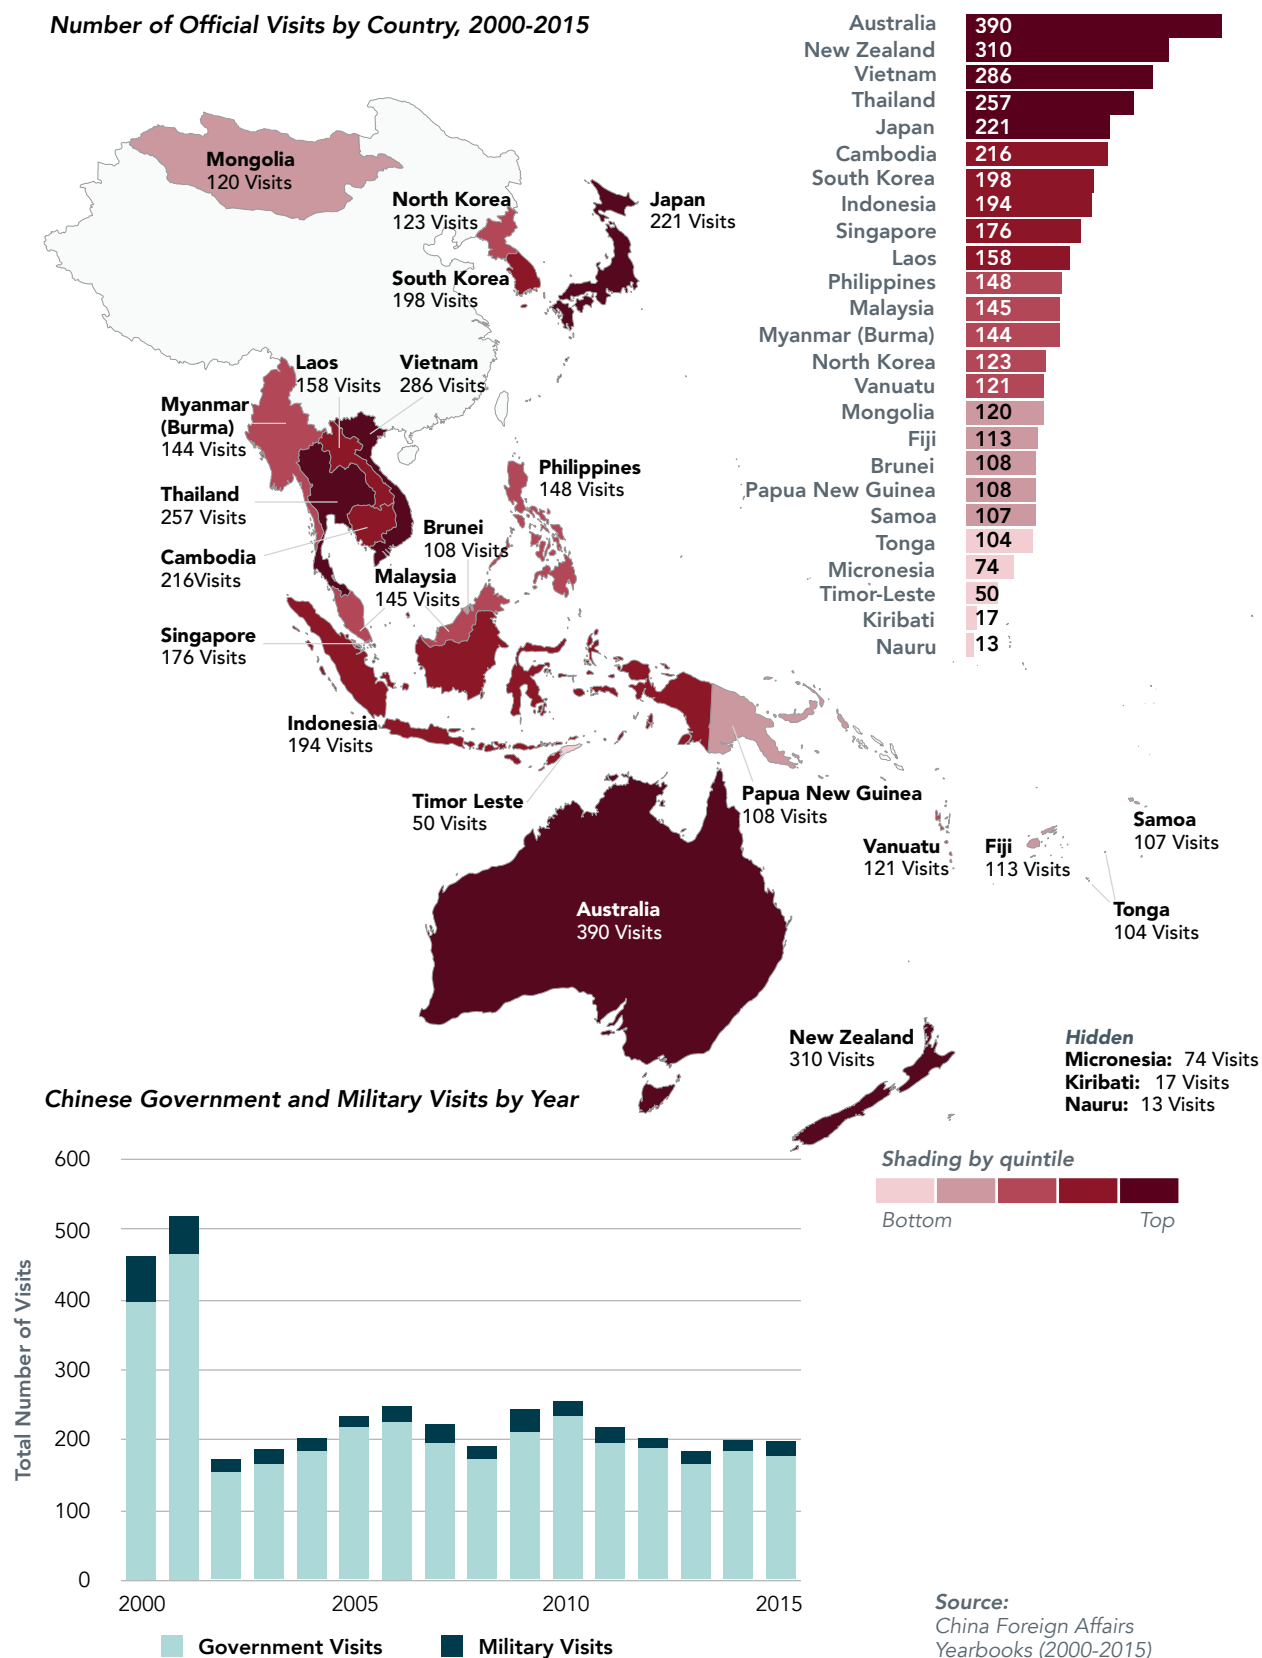 Number of Official Visits by Country, 2000-2015
Australia 390
New Zealand 310
Vietnam 286
Thailand 257
Japan 221
Cambodia 216
South Korea 198
Indonesia 194
Singapore 176
Laos 158
Philippines 148
Malaysia 145
Myanmar (Burma) 144
North Korea 123
Vanuatu 121
Mongolia 120
Fiji 113
Brunei 108
Papua New Guinea 108
Samoa 107
Tonga 104
Micronesia 74
Timor-Leste 50
Kiribati 17
Nauru 13
Mongolia
120 Visits
North Korea
123 Visits
Japan
221 Visits
South Korea
198 Visits
Laos
158 Visits
Vietnam
286 Visits
Myanmar
(Burma)
144 Visits
Philippines
148 Visits
Thailand
257 Visits
Brunei
108 Visits
Cambodia
216Visits
Malaysia
145 Visits
Singapore
176 Visits
Indonesia
194 Visits
Timor Leste
50 Visits
Papua New Guinea
108 Visits
Vanuatu
121 Visits
Fiji
113 Visits
Samoa
107 Visits
Tonga
104 Visits
Australia
390 Visits
New Zealand
310 Visits
Hidden
Micronesia: 74 Visits
Kiribati: 17 Visits
Nauru: 13 Visits
Shading by quintile
Bottom
Top
Chinese Government and Military Visits by Year
Total Number of Visits
600
500
400
300
200
100
0
2000
2005
2010
2015
Government Visits
Military Visits
Source:
China Foreign Affairs
Yearbooks (2000-2015)